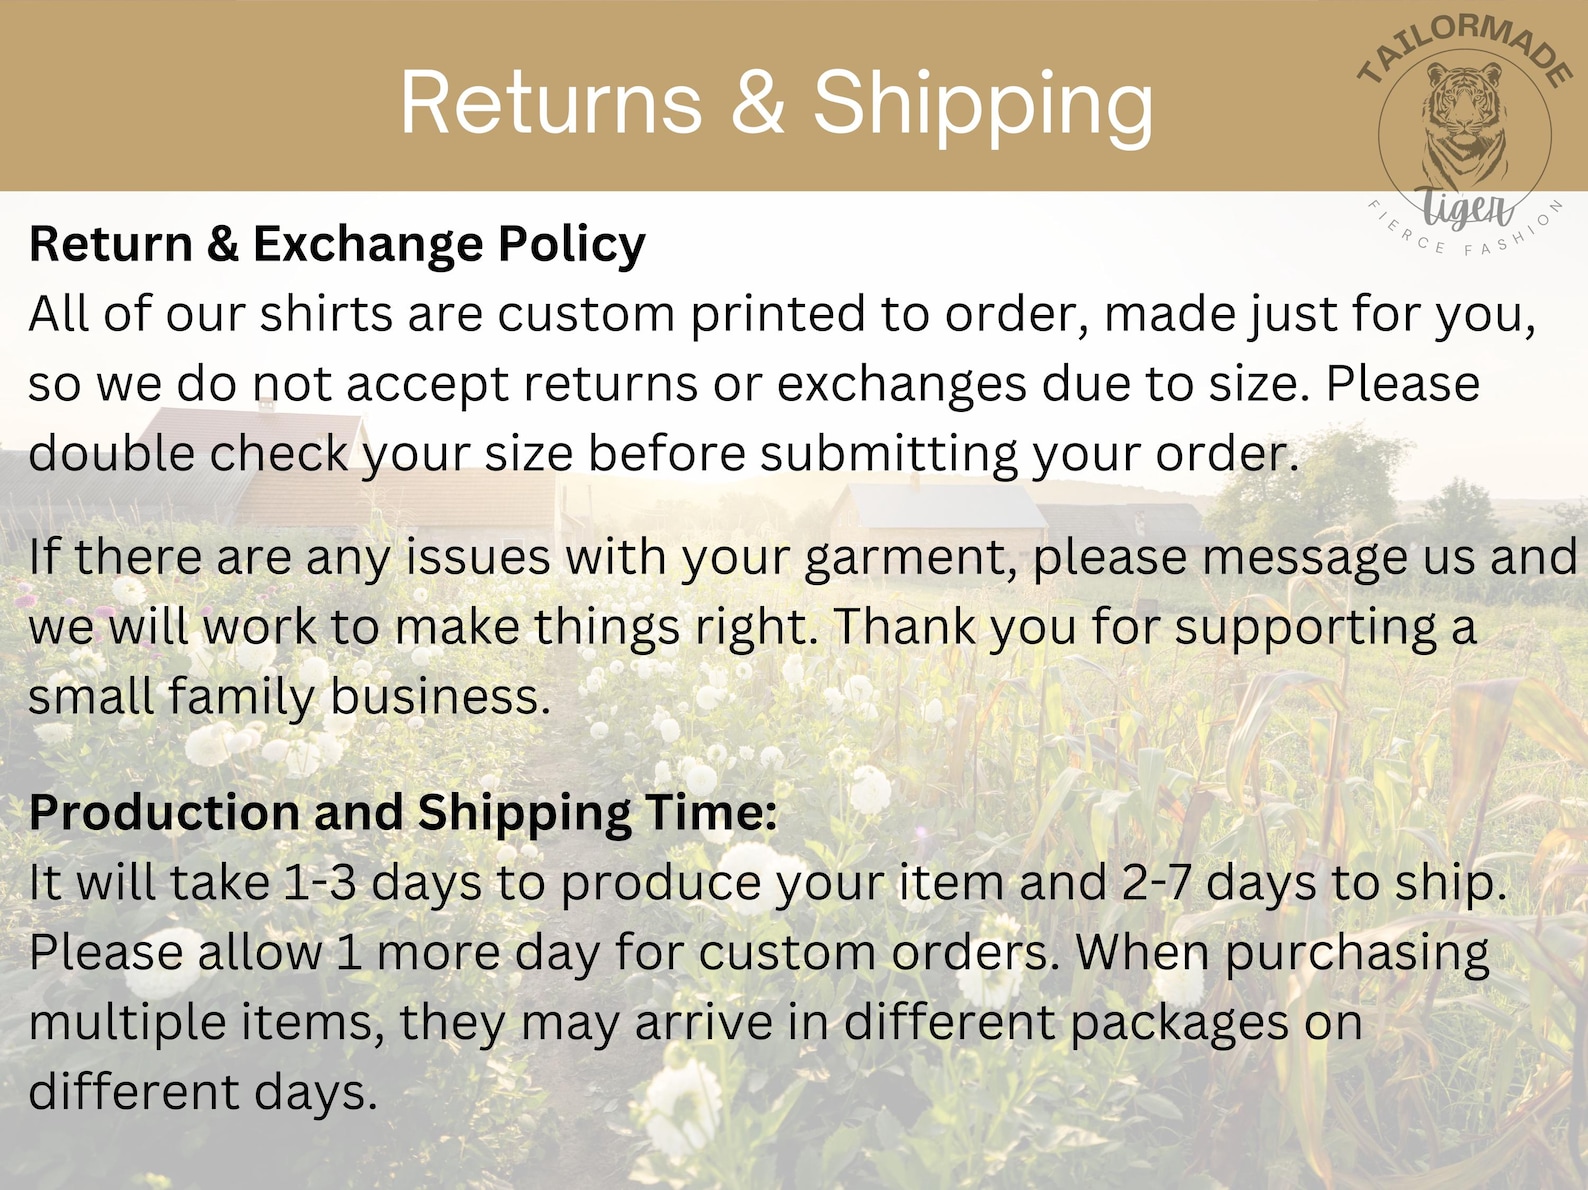 Returns & Shipping
TAILORMADE
Tiger
FIERCE FASHION
Return & Exchange Policy
All of our shirts are custom printed to order, made just for you,
so we do not accept returns or exchanges due to size. Please
double check your size before submitting your order.
If there are any issues with your garment, please message us and
we will work to make things right. Thank you for supporting a
small family business.
Production and Shipping Time:
It will take 1-3 days to produce your item and 2-7 days to ship.
Please allow 1 more day for custom orders. When purchasing
multiple items, they may arrive in different packages on
different days.